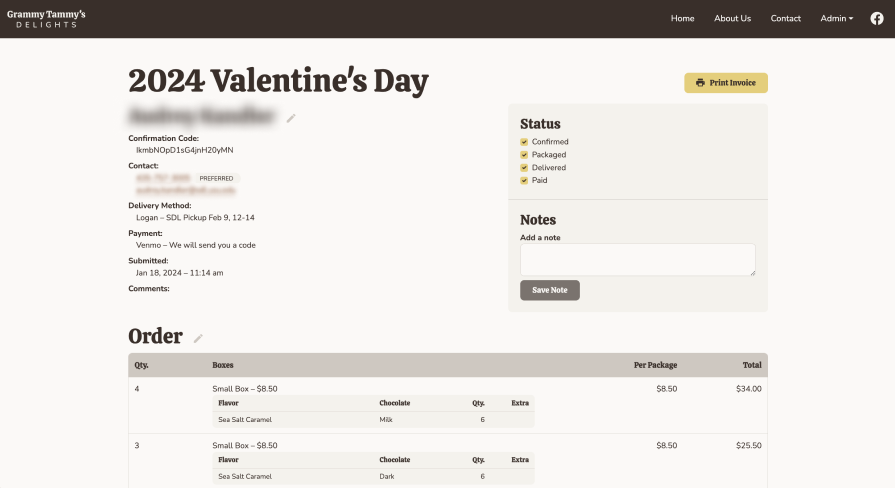 Grammy Tammy's
DELIGHTS
Home About Us Contact Admin
2024 Valentine's Day
Print Invoice
Confirmation Code:
IkmbNOpD1sG4jnH20yMN
Contact:
PREFERRED
Delivery Method:
Logan – SDL Pickup Feb 9, 12-14
Payment:
Venmo – We will send you a code
Submitted:
Jan 18, 2024 – 11:14 am
Comments:
Status
Confirmed
Packaged
Delivered
Paid
Notes
Add a note
Save Note
Order
Qty. Boxes Per Package Total
4 Small Box – $8.50 $8.50 $34.00
Flavor Chocolate Qty. Extra
Sea Salt Caramel Milk 6
3 Small Box – $8.50 $8.50 $25.50
Flavor Chocolate Qty. Extra
Sea Salt Caramel Dark 6